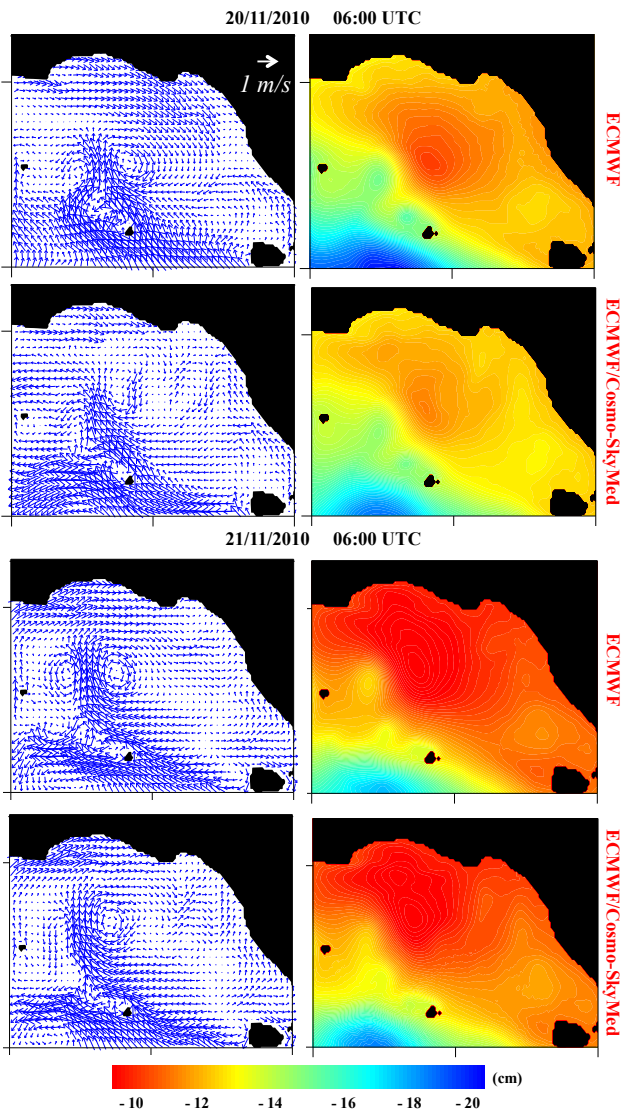 20/11/2010 06:00 UTC
1 m/s
ECMWF
ECMWF/Cosmo-SkyMed
21/11/2010 06:00 UTC
ECMWF
ECMWF/Cosmo-SkyMed
(cm)
- 10 - 12 - 14 - 16 - 18 - 20